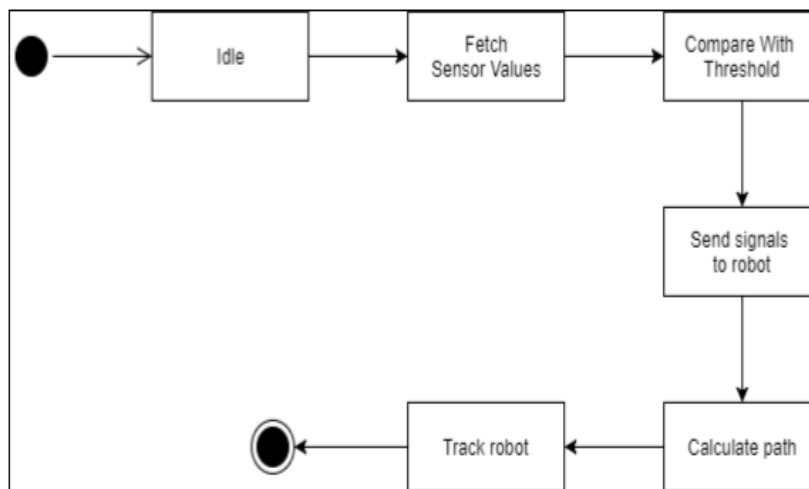 Idle
Fetch
Sensor Values
Compare With
Threshold
Send signals
to robot
Calculate path
Track robot